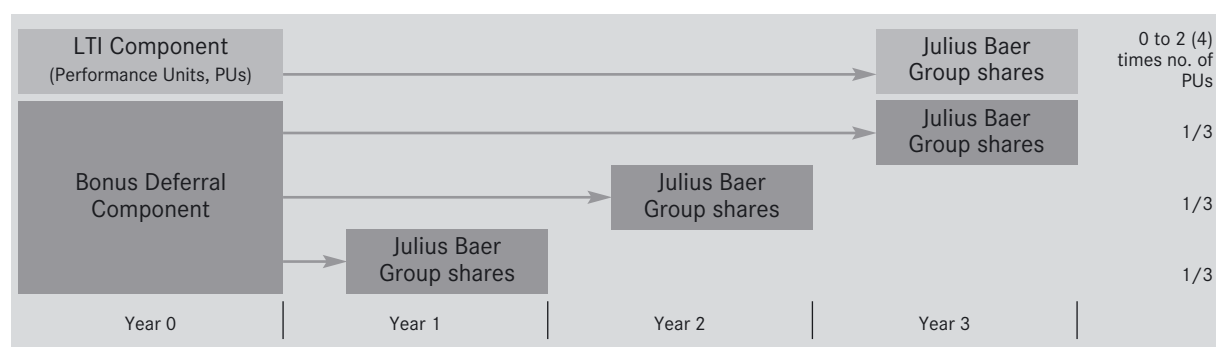 LTI Component
(Performance Units, PUs)
Julius Baer
Group shares
0 to 2 (4)
times no. of
PUs
Bonus Deferral
Component
Julius Baer
Group shares
1/3
Julius Baer
Group shares
1/3
Julius Baer
Group shares
1/3
Year 0
Year 1
Year 2
Year 3